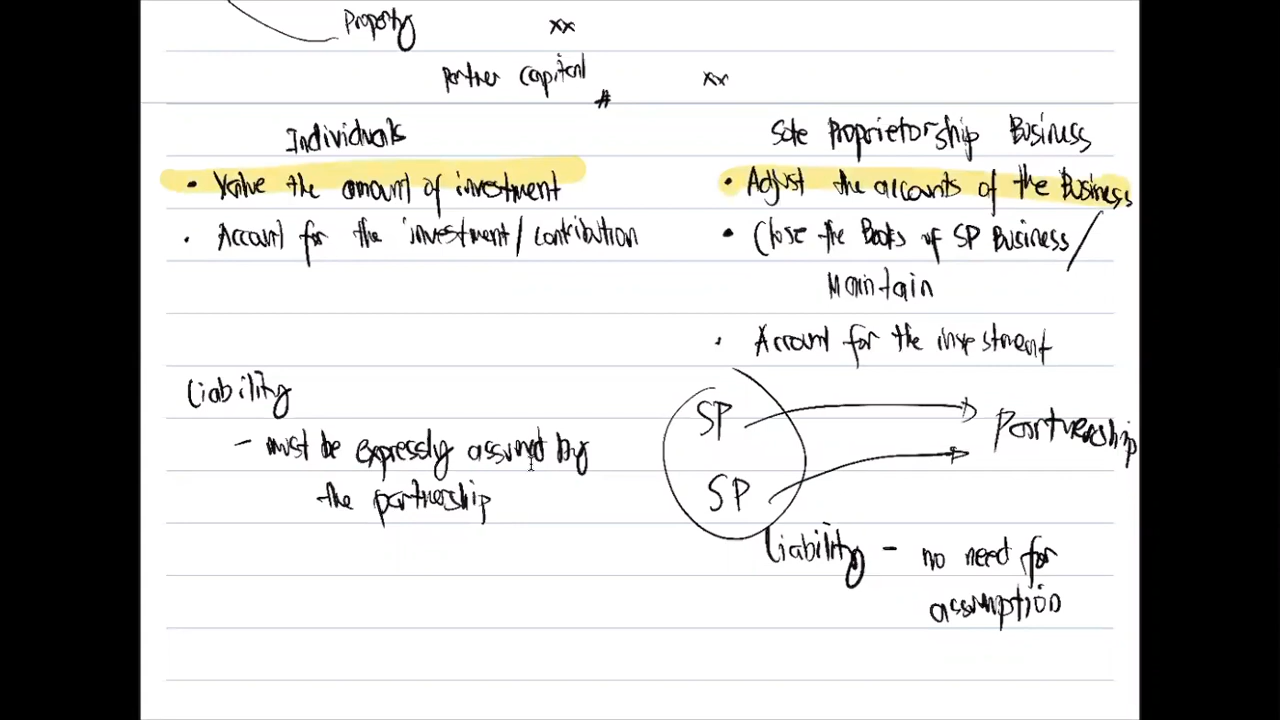 Property xx
Partner capital xx
#
Individuals
• Value the amount of investment
• Account for the investment/contribution
Sole Proprietorship Business
• Adjust the accounts of the Business
• Close the Books of SP Business/
Maintain
• Account for the investment
Liability
- must be expressly assumed by
the partnership
SP
SP
Partnership
Liability - no need for
assumption